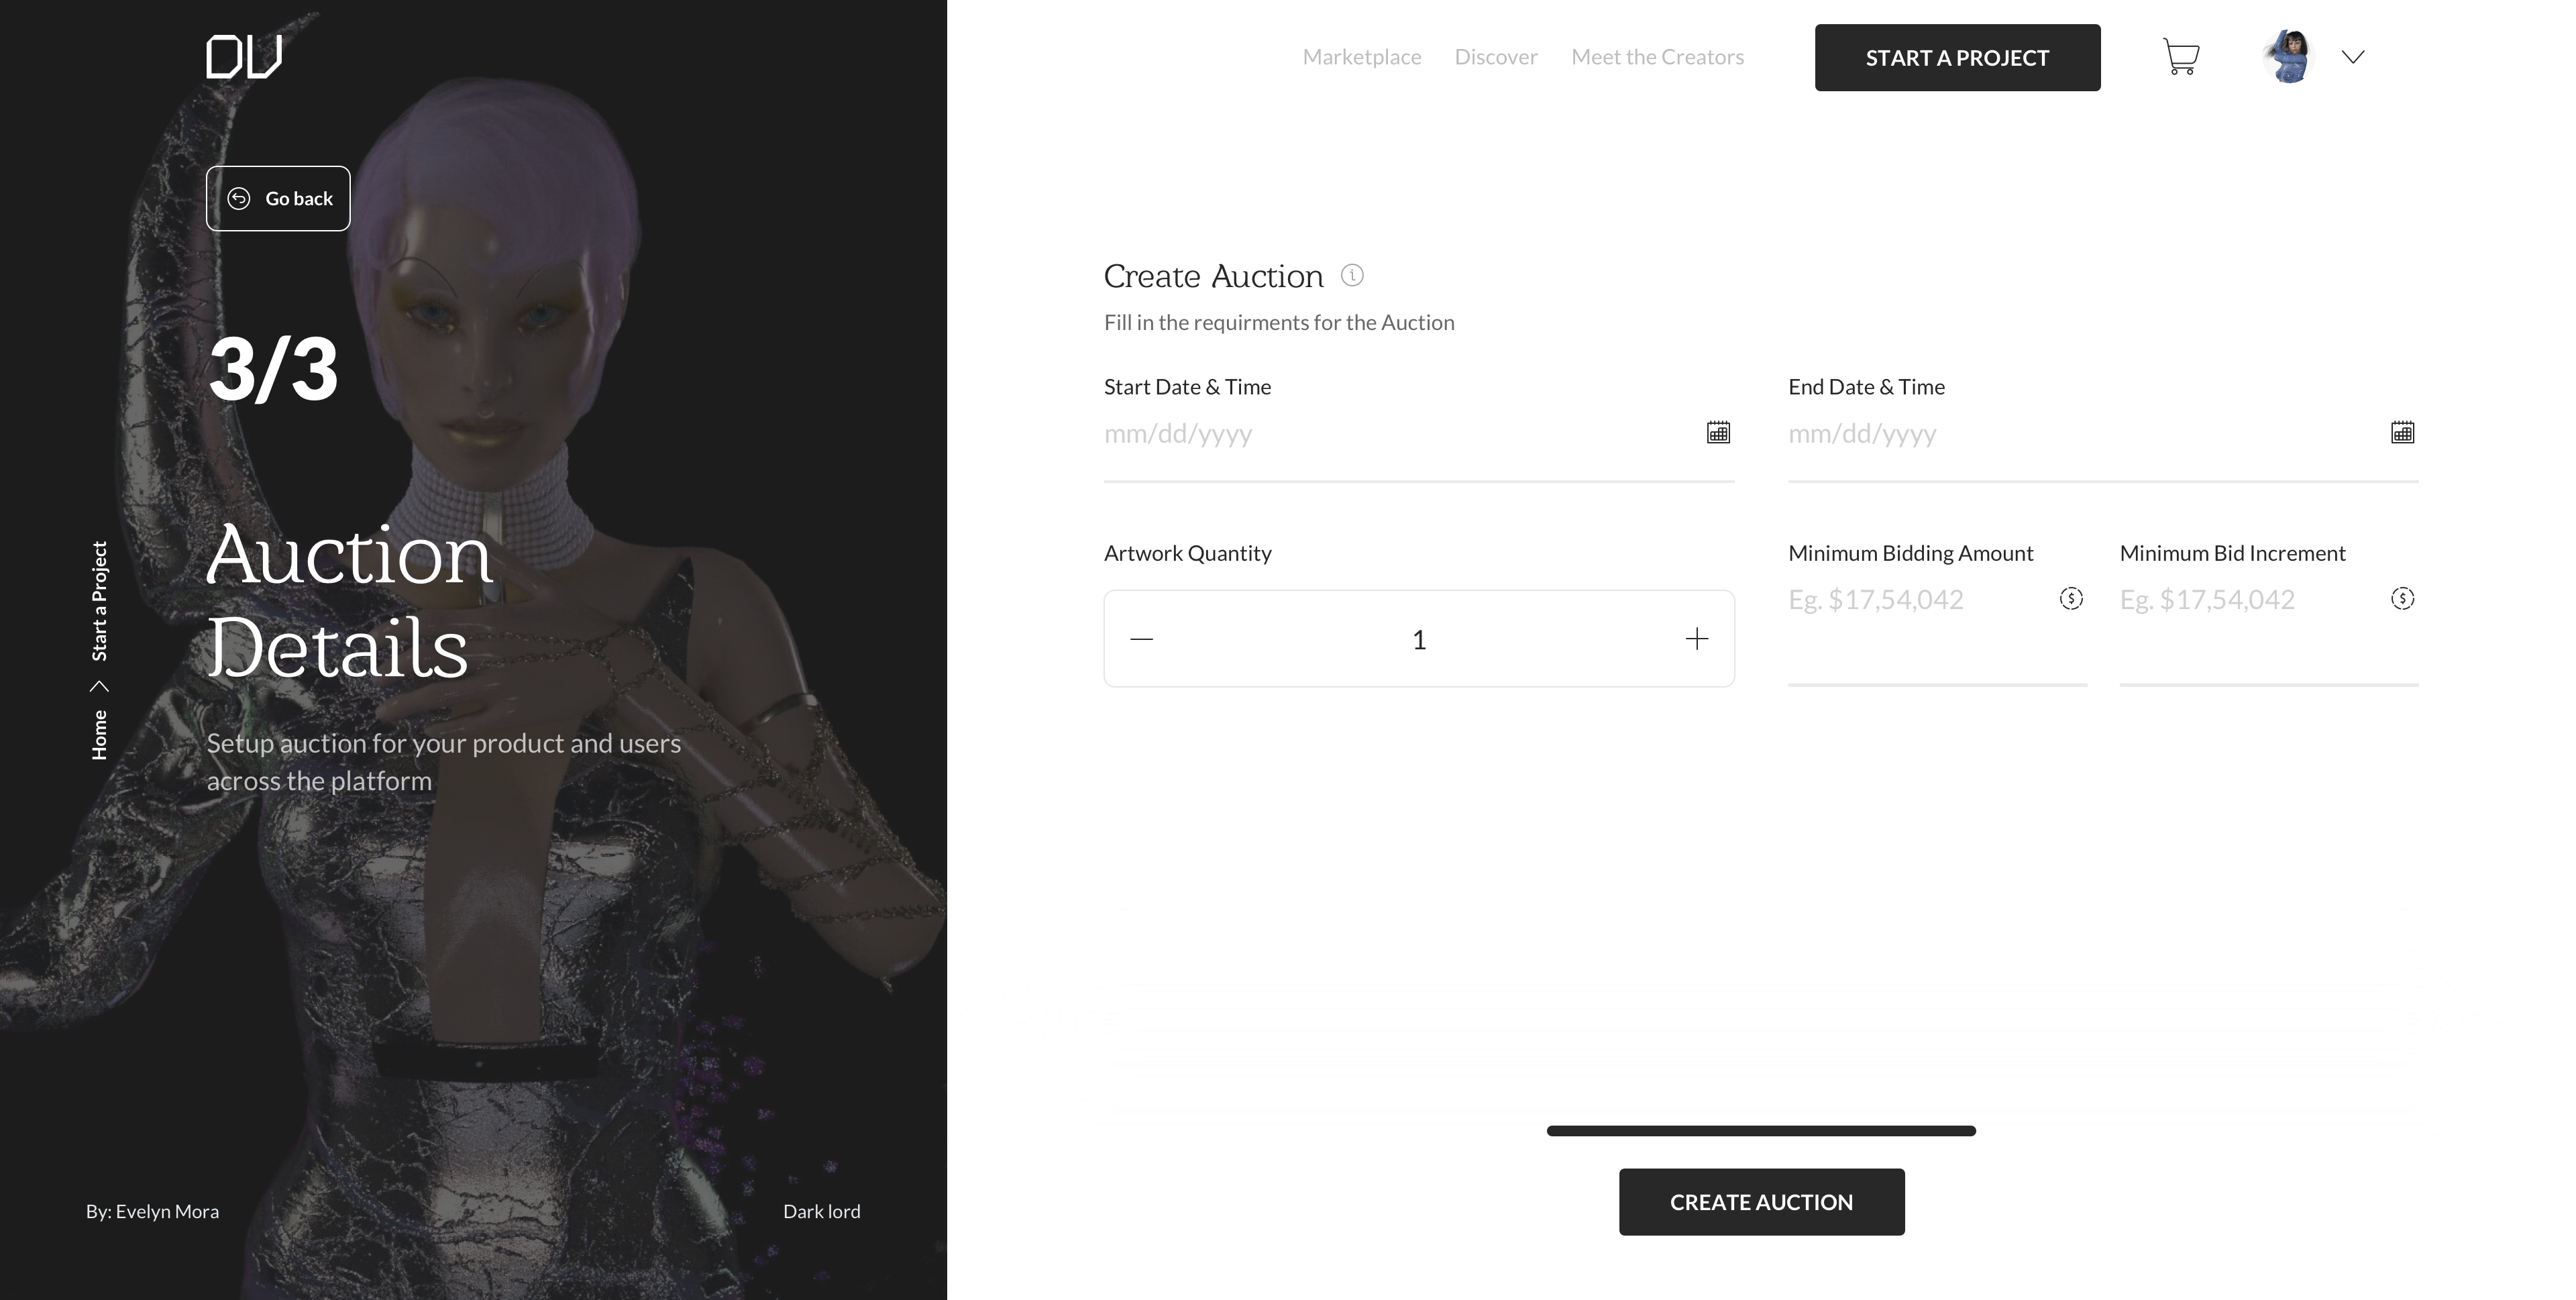 DU
Marketplace
Discover
Meet the Creators
START A PROJECT
Go back
3/3
Auction
Details
Setup auction for your product and users
across the platform
Home
Start a Project
By: Evelyn Mora
Dark lord
Create Auction
Fill in the requirments for the Auction
Start Date & Time
mm/dd/yyyy
End Date & Time
mm/dd/yyyy
Artwork Quantity
1
Minimum Bidding Amount
Eg. $17,54,042
Minimum Bid Increment
Eg. $17,54,042
CREATE AUCTION